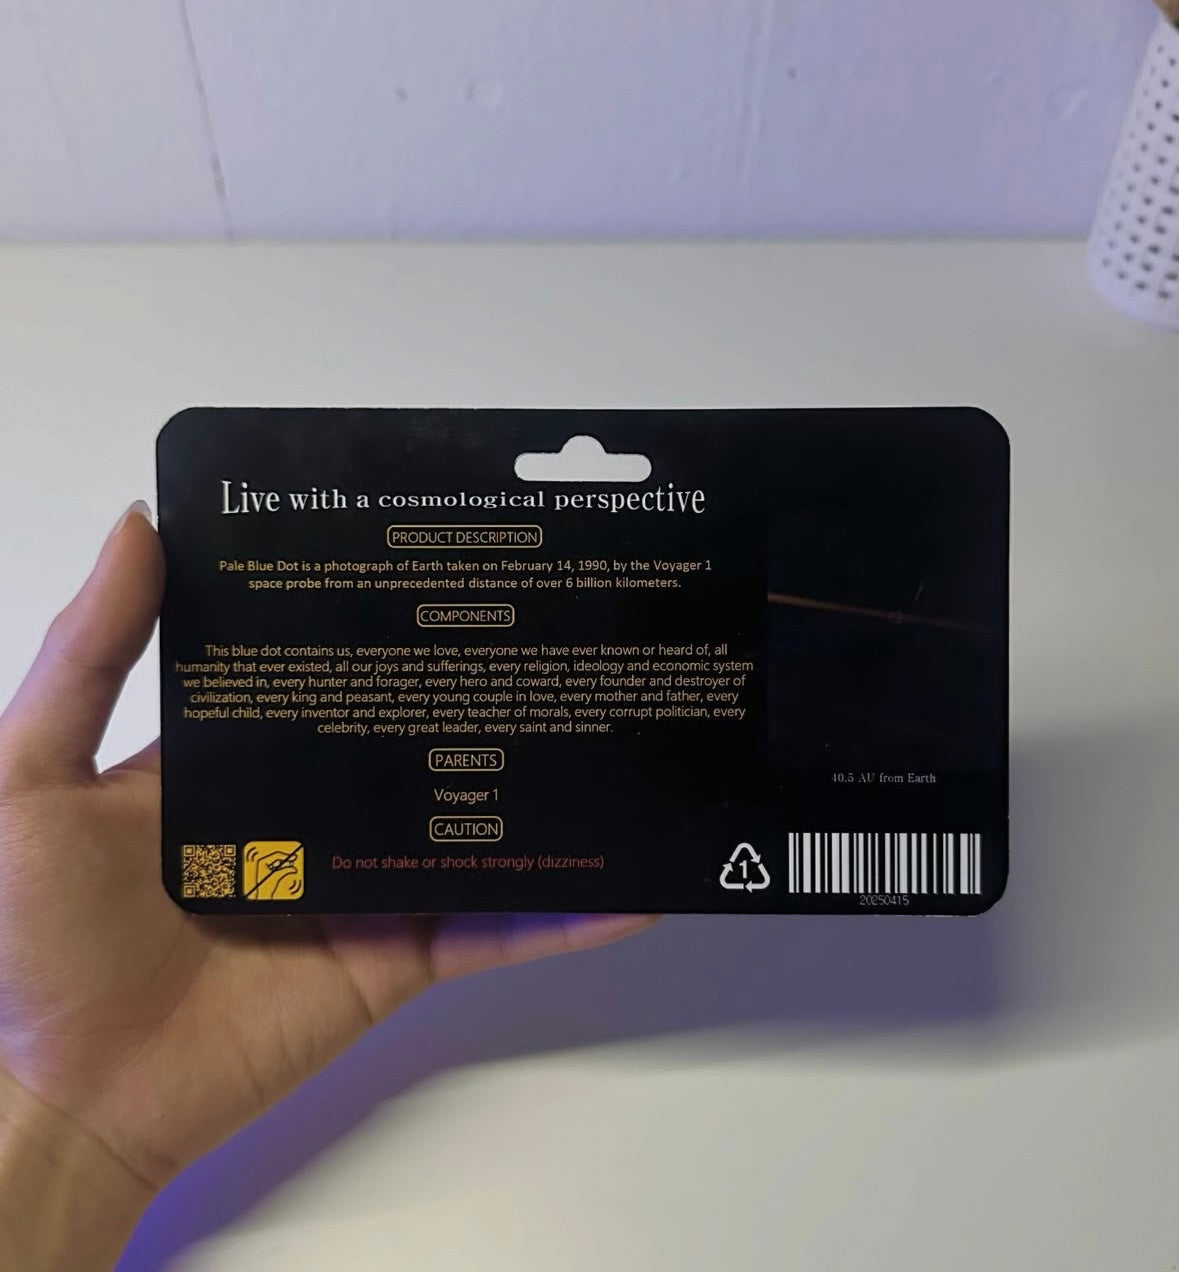 Live with a cosmological perspective
PRODUCT DESCRIPTION
Pale Blue Dot is a photograph of Earth taken on February 14, 1990, by the Voyager 1
space probe from an unprecedented distance of over 6 billion kilometers.
COMPONENTS
This blue dot contains us, everyone we love, everyone we have ever known or heard of, all
humanity that ever existed, all our joys and sufferings, every religion, ideology and economic system
we believed in, every hunter and forager, every hero and coward, every founder and destroyer of
civilization, every king and peasant, every young couple in love, every mother and father, every
hopeful child, every inventor and explorer, every teacher of morals, every corrupt politician, every
celebrity, every great leader, every saint and sinner.
PARENTS
Voyager 1
CAUTION
Do not shake or shock strongly (dizziness)
40.5 AU from Earth
1
20250415